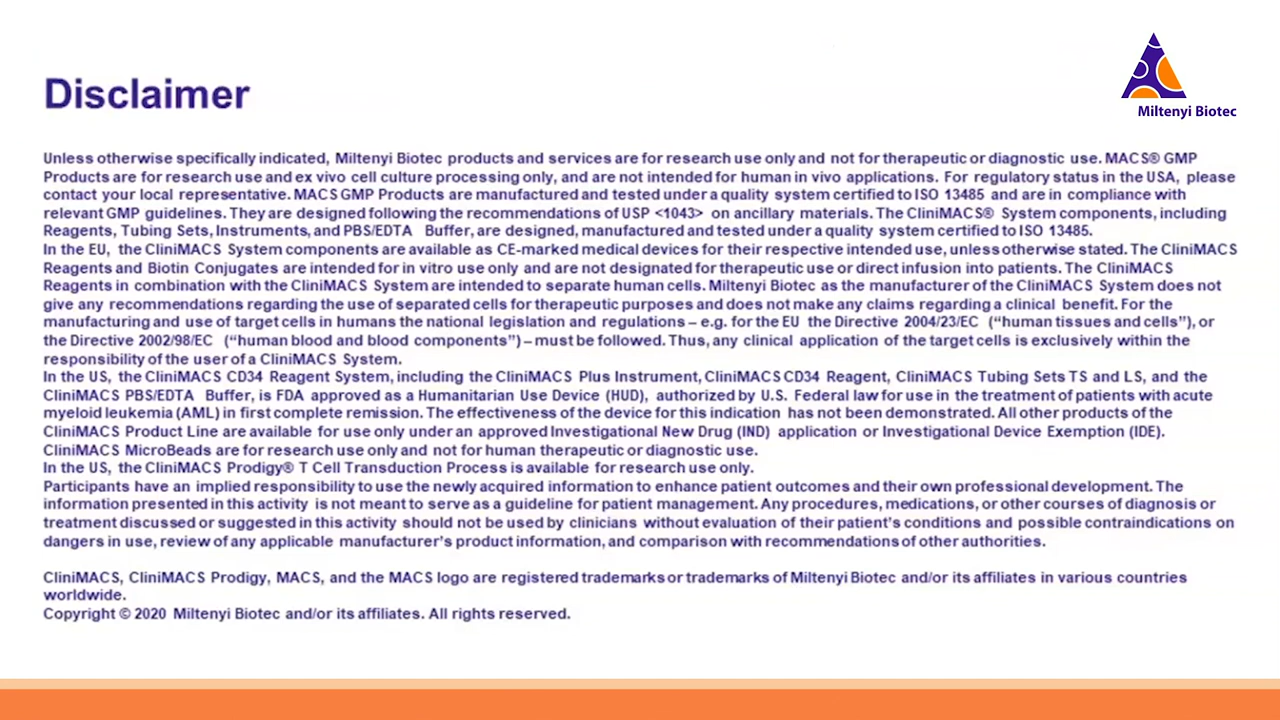 Miltenyi Biotec
Disclaimer
Unless otherwise specifically indicated, Miltenyi Biotec products and services are for research use only and not for therapeutic or diagnostic use. MACS® GMP
Products are for research use and ex vivo cell culture processing only, and are not intended for human in vivo applications. For regulatory status in the USA, please
contact your local representative. MACS GMP Products are manufactured and tested under a quality system certified to ISO 13485 and are in compliance with
relevant GMP guidelines. They are designed following the recommendations of USP <1043> on ancillary materials. The CliniMACS® System components, including
Reagents, Tubing Sets, Instruments, and PBS/EDTA Buffer, are designed, manufactured and tested under a quality system certified to ISO 13485.
In the EU, the CliniMACS System components are available as CE-marked medical devices for their respective intended use, unless otherwise stated. The CliniMACS
Reagents and Biotin Conjugates are intended for in vitro use only and are not designated for therapeutic use or direct infusion into patients. The CliniMACS
Reagents in combination with the CliniMACS System are intended to separate human cells. Miltenyi Biotec as the manufacturer of the CliniMACS System does not
give any recommendations regarding the use of separated cells for therapeutic purposes and does not make any claims regarding a clinical benefit. For the
manufacturing and use of target cells in humans the national legislation and regulations – e.g. for the EU the Directive 2004/23/EC (“human tissues and cells”), or
the Directive 2002/98/EC (“human blood and blood components”) – must be followed. Thus, any clinical application of the target cells is exclusively within the
responsibility of the user of a CliniMACS System.
In the US, the CliniMACS CD34 Reagent System, including the CliniMACS Plus Instrument, CliniMACS CD34 Reagent, CliniMACS Tubing Sets TS and LS, and the
CliniMACS PBS/EDTA Buffer, is FDA approved as a Humanitarian Use Device (HUD), authorized by U.S. Federal law for use in the treatment of patients with acute
myeloid leukemia (AML) in first complete remission. The effectiveness of the device for this indication has not been demonstrated. All other products of the
CliniMACS Product Line are available for use only under an approved Investigational New Drug (IND) application or Investigational Device Exemption (IDE).
CliniMACS MicroBeads are for research use only and not for human therapeutic or diagnostic use.
In the US, the CliniMACS Prodigy® T Cell Transduction Process is available for research use only.
Participants have an implied responsibility to use the newly acquired information to enhance patient outcomes and their own professional development. The
information presented in this activity is not meant to serve as a guideline for patient management. Any procedures, medications, or other courses of diagnosis or
treatment discussed or suggested in this activity should not be used by clinicians without evaluation of their patient’s conditions and possible contraindications on
dangers in use, review of any applicable manufacturer’s product information, and comparison with recommendations of other authorities.
CliniMACS, CliniMACS Prodigy, MACS, and the MACS logo are registered trademarks or trademarks of Miltenyi Biotec and/or its affiliates in various countries
worldwide.
Copyright © 2020 Miltenyi Biotec and/or its affiliates. All rights reserved.